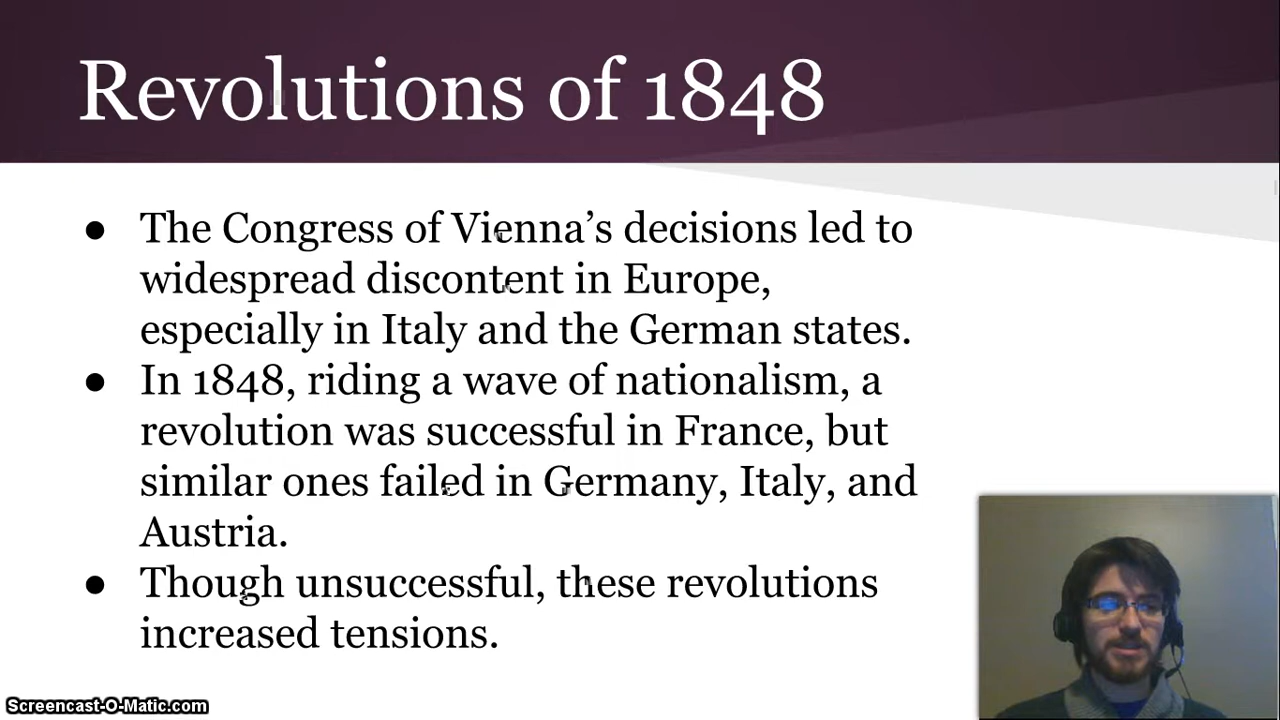 Revolutions of 1848
● The Congress of Vienna’s decisions led to
widespread discontent in Europe,
especially in Italy and the German states.
● In 1848, riding a wave of nationalism, a
revolution was successful in France, but
similar ones failed in Germany, Italy, and
Austria.
● Though unsuccessful, these revolutions
increased tensions.
Screencast-O-Matic.com